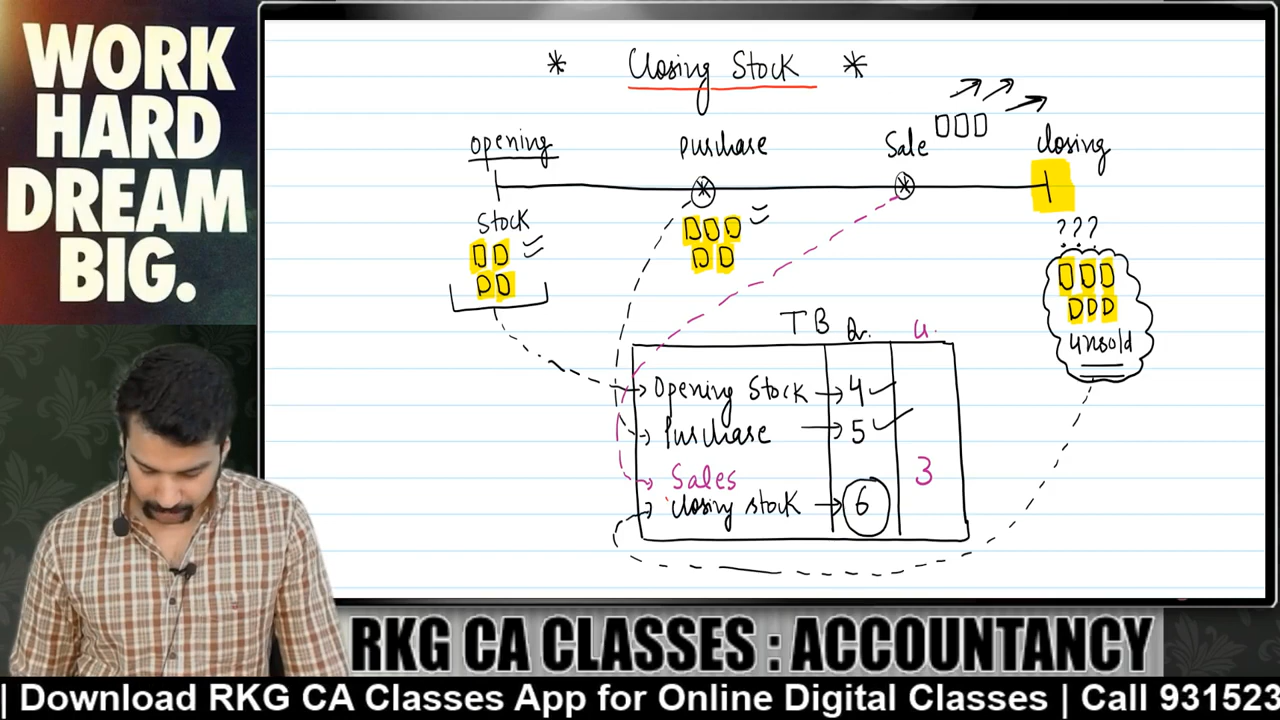 WORK
HARD
DREAM
BIG.
* Closing Stock *
opening
purchase
Sale
closing
Stock
???
unsold
TB
Dr.
Cr.
Opening Stock → 4
Purchase → 5
Sales 3
closing stock → 6
RKG CA CLASSES : ACCOUNTANCY
| Download RKG CA Classes App for Online Digital Classes | Call 931523